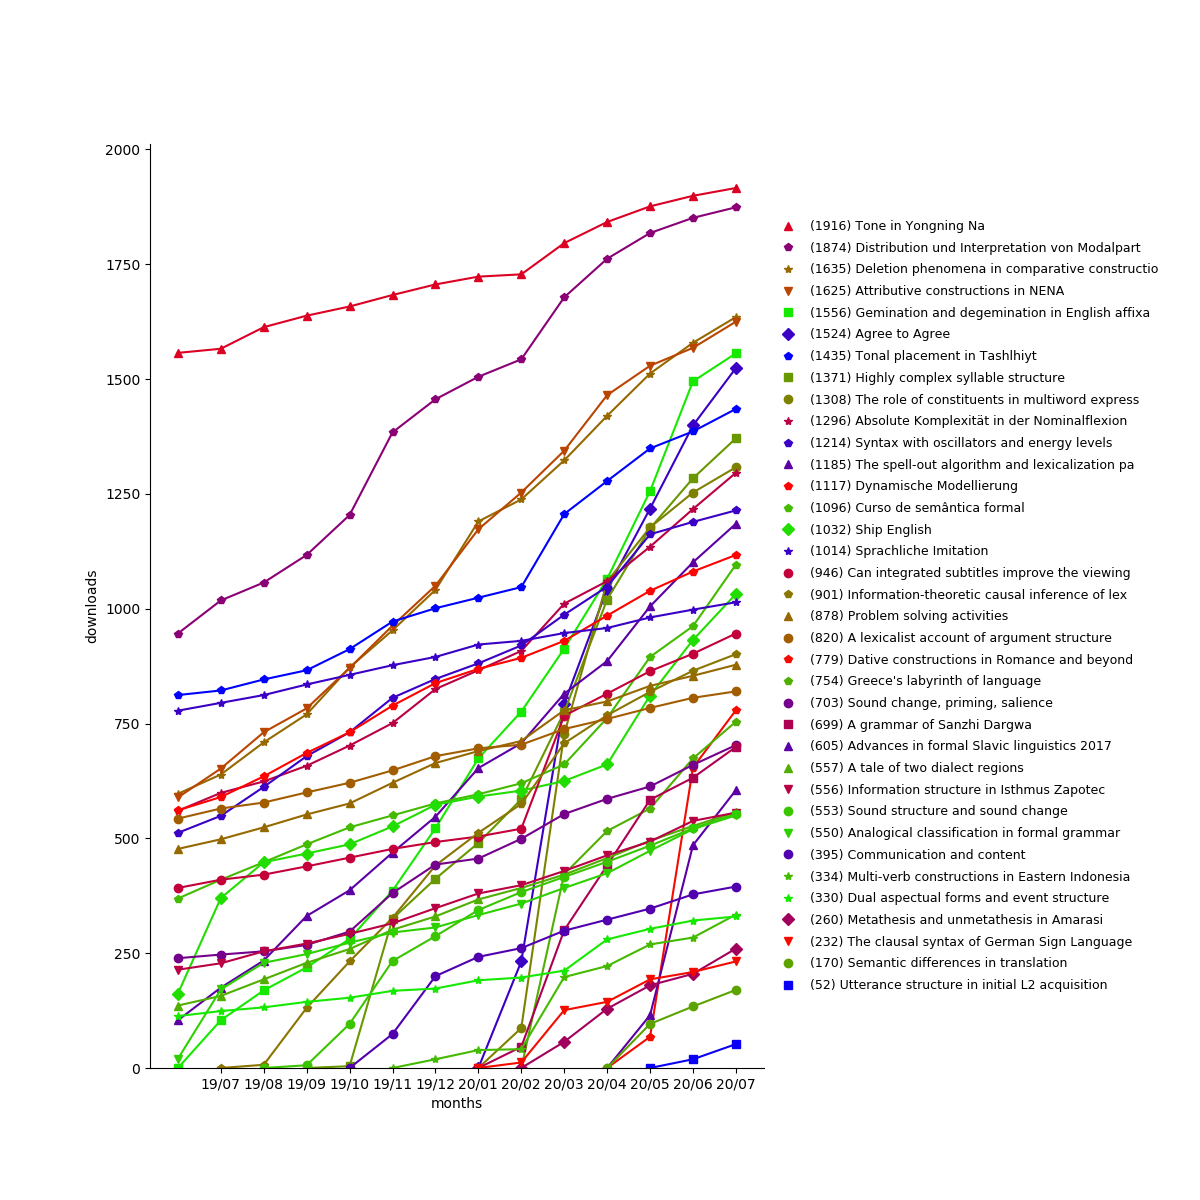 2000
1750
1500
1250
1000
750
500
250
0
downloads
19/07 19/08 19/09 19/10 19/11 19/12 20/01 20/02 20/03 20/04 20/05 20/06 20/07
months
(1916) Tone in Yongning Na
(1874) Distribution und Interpretation von Modalpart
(1635) Deletion phenomena in comparative constructio
(1625) Attributive constructions in NENA
(1556) Gemination and degemination in English affixa
(1524) Agree to Agree
(1435) Tonal placement in Tashlhiyt
(1371) Highly complex syllable structure
(1308) The role of constituents in multiword express
(1296) Absolute Komplexität in der Nominalflexion
(1214) Syntax with oscillators and energy levels
(1185) The spell-out algorithm and lexicalization pa
(1117) Dynamische Modellierung
(1096) Curso de semântica formal
(1032) Ship English
(1014) Sprachliche Imitation
(946) Can integrated subtitles improve the viewing
(901) Information-theoretic causal inference of lex
(878) Problem solving activities
(820) A lexicalist account of argument structure
(779) Dative constructions in Romance and beyond
(754) Greece's labyrinth of language
(703) Sound change, priming, salience
(699) A grammar of Sanzhi Dargwa
(605) Advances in formal Slavic linguistics 2017
(557) A tale of two dialect regions
(556) Information structure in Isthmus Zapotec
(553) Sound structure and sound change
(550) Analogical classification in formal grammar
(395) Communication and content
(334) Multi-verb constructions in Eastern Indonesia
(330) Dual aspectual forms and event structure
(260) Metathesis and unmetathesis in Amarasi
(232) The clausal syntax of German Sign Language
(170) Semantic differences in translation
(52) Utterance structure in initial L2 acquisition